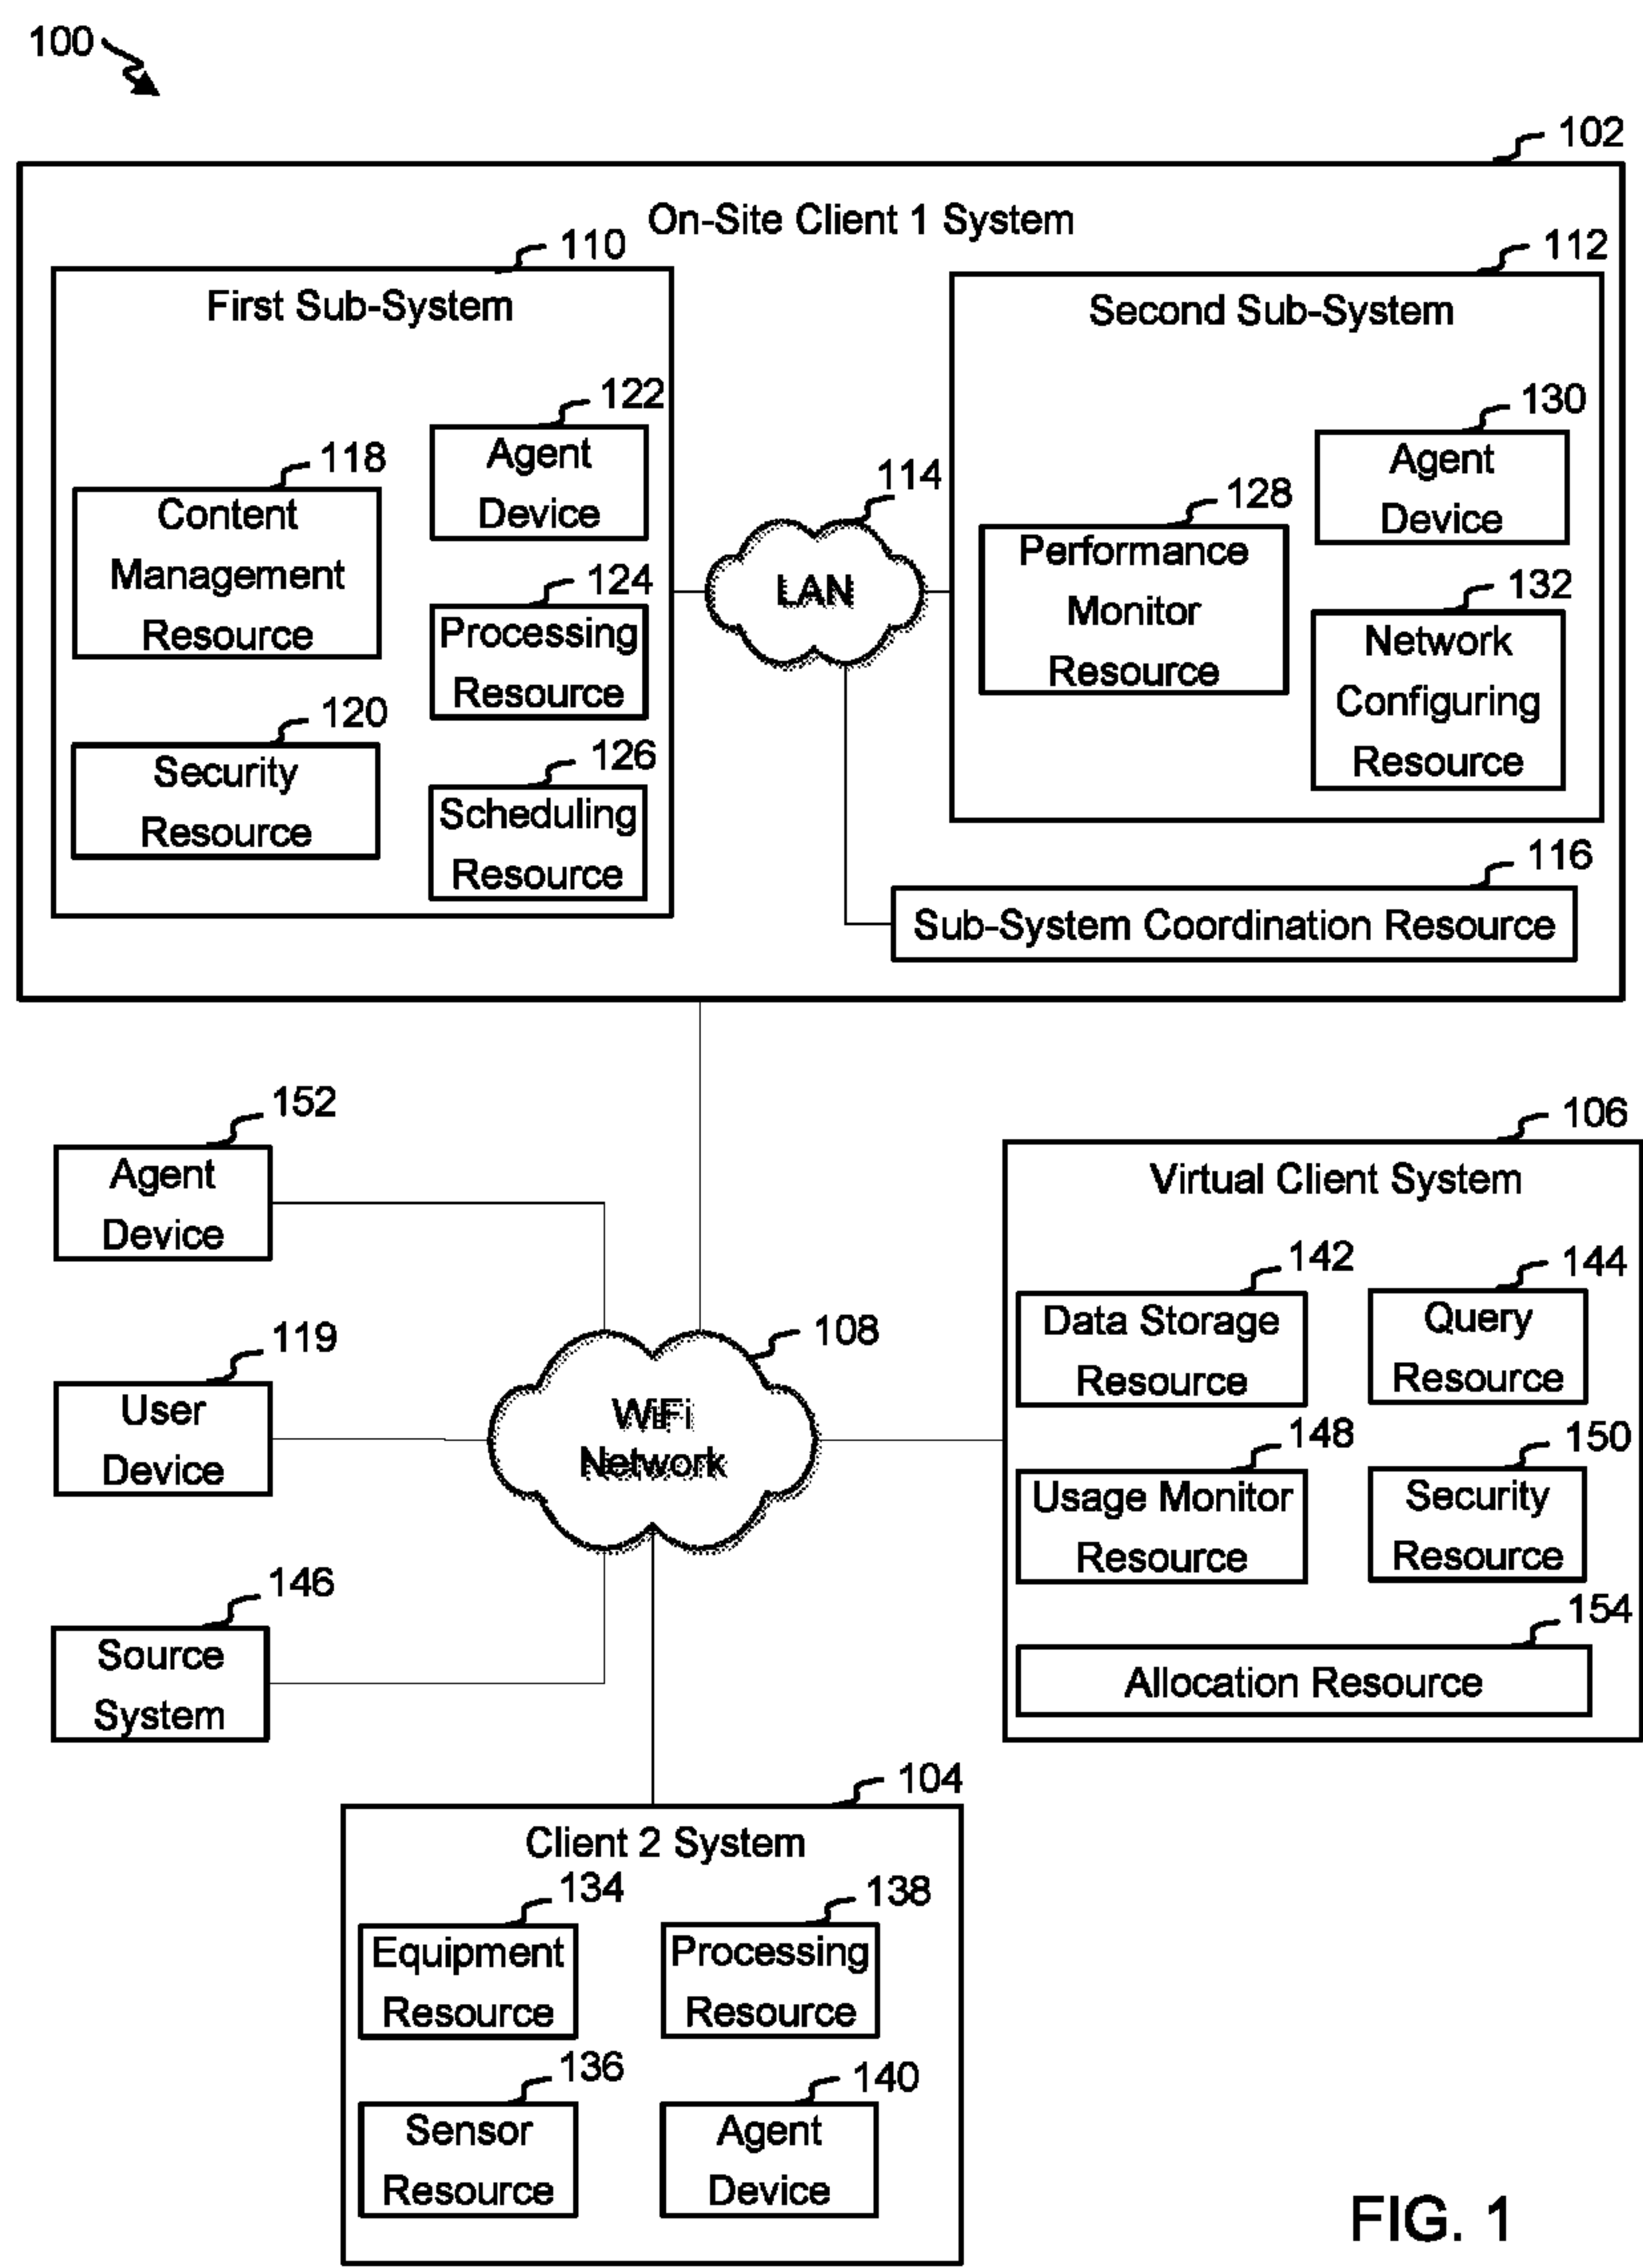 100
102
On-Site Client 1 System
110
First Sub-System
112
Second Sub-System
122
Agent
Device
118
Content
Management
Resource
124
Processing
Resource
120
Security
Resource
126
Scheduling
Resource
114
LAN
130
Agent
Device
128
Performance
Monitor
Resource
132
Network
Configuring
Resource
116
Sub-System Coordination Resource
152
Agent
Device
119
User
Device
146
Source
System
108
WiFi
Network
106
Virtual Client System
142
Data Storage
Resource
144
Query
Resource
148
Usage Monitor
Resource
150
Security
Resource
154
Allocation Resource
104
Client 2 System
134
Equipment
Resource
138
Processing
Resource
136
Sensor
Resource
140
Agent
Device
FIG. 1